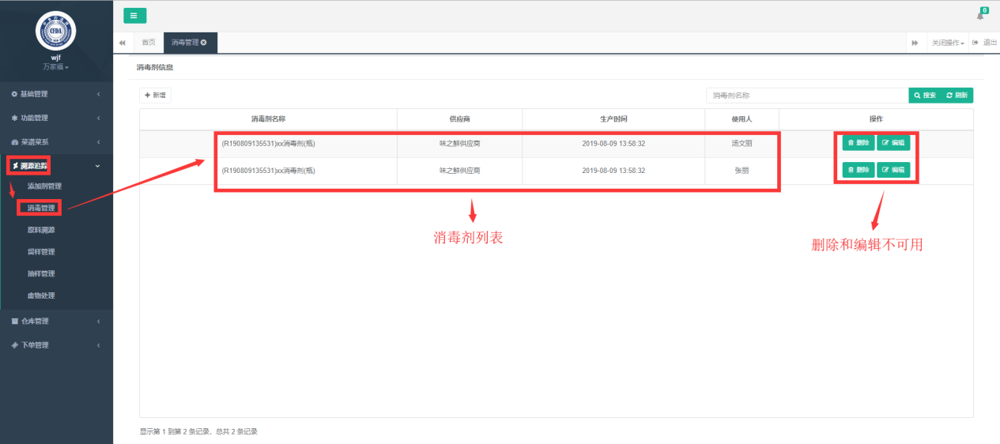 CFDA
wjf
万家福
基础管理
功能管理
菜谱菜系
溯源追踪
添加剂管理
消毒管理
原料溯源
留样管理
抽样管理
废物处理
仓库管理
下单管理
0
首页 消毒管理 关闭操作 退出
消毒剂信息
新增 消毒剂名称 搜索 刷新
消毒剂名称 供应商 生产时间 使用人 操作
(R190809135531)xx消毒剂(瓶) 味之鲜供应商 2019-08-09 13:58:32 汤文丽 删除 编辑
(R190809135531)xx消毒剂(瓶) 味之鲜供应商 2019-08-09 13:58:32 张丽 删除 编辑
消毒剂列表
删除和编辑不可用
显示第 1 到第 2 条记录，总共 2 条记录